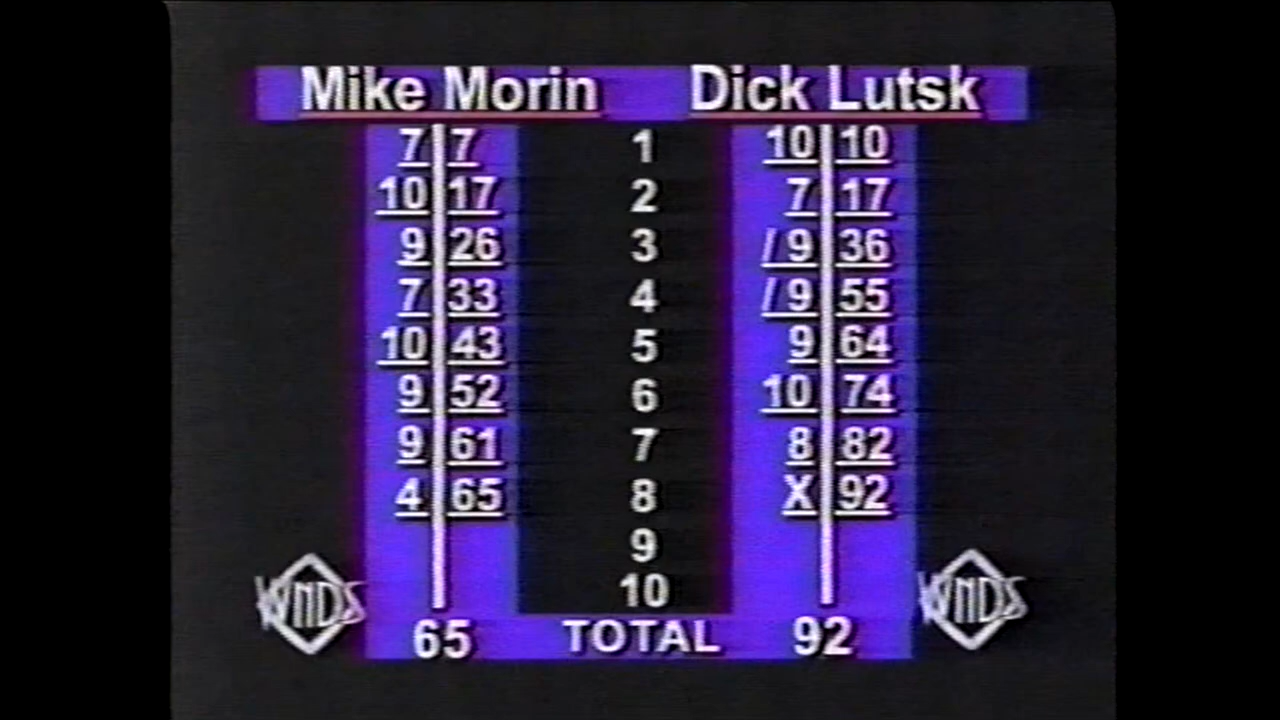 Mike Morin Dick Lutsk
7 7 1 10 10
10 17 2 7 17
9 26 3 /9 36
7 33 4 /9 55
10 43 5 9 64
9 52 6 10 74
9 61 7 8 82
4 65 8 X 92
9
10
WNDS WNDS
65 TOTAL 92